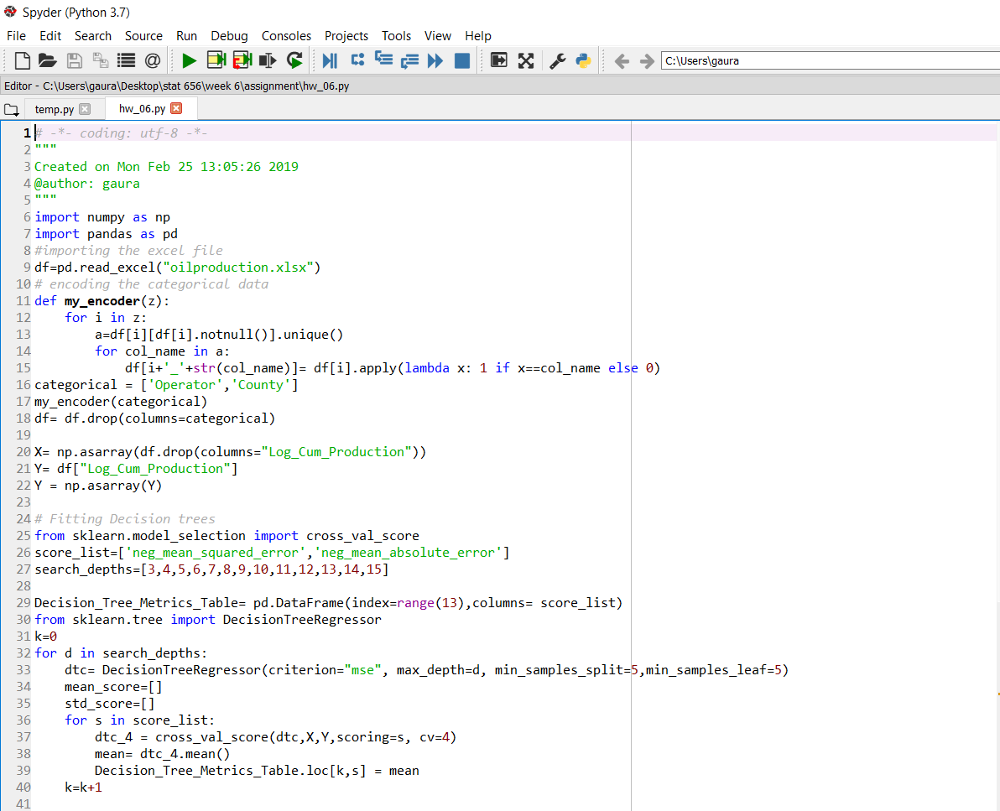 Spyder (Python 3.7)
File Edit Search Source Run Debug Consoles Projects Tools View Help
C:\Users\gaura
Editor - C:\Users\gaura\Desktop\stat 656\week 6\assignment\hw_06.py
temp.py hw_06.py
1 # -*- coding: utf-8 -*-
2 """
3 Created on Mon Feb 25 13:05:26 2019
4 @author: gaura
5 """
6 import numpy as np
7 import pandas as pd
8 #importing the excel file
9 df=pd.read_excel("oilproduction.xlsx")
10 # encoding the categorical data
11 def my_encoder(z):
12     for i in z:
13         a=df[i][df[i].notnull()].unique()
14         for col_name in a:
15             df[i+'_'+str(col_name)]= df[i].apply(lambda x: 1 if x==col_name else 0)
16 categorical = ['Operator','County']
17 my_encoder(categorical)
18 df= df.drop(columns=categorical)
19
20 X= np.asarray(df.drop(columns="Log_Cum_Production"))
21 Y= df["Log_Cum_Production"]
22 Y = np.asarray(Y)
23
24 # Fitting Decision trees
25 from sklearn.model_selection import cross_val_score
26 score_list=['neg_mean_squared_error','neg_mean_absolute_error']
27 search_depths=[3,4,5,6,7,8,9,10,11,12,13,14,15]
28
29 Decision_Tree_Metrics_Table= pd.DataFrame(index=range(13),columns= score_list)
30 from sklearn.tree import DecisionTreeRegressor
31 k=0
32 for d in search_depths:
33     dtc= DecisionTreeRegressor(criterion="mse", max_depth=d, min_samples_split=5,min_samples_leaf=5)
34     mean_score=[]
35     std_score=[]
36     for s in score_list:
37         dtc_4 = cross_val_score(dtc,X,Y,scoring=s, cv=4)
38         mean= dtc_4.mean()
39         Decision_Tree_Metrics_Table.loc[k,s] = mean
40     k=k+1
41